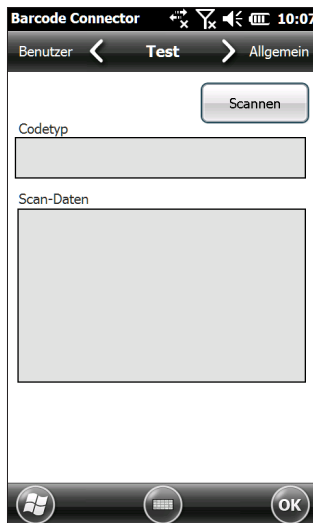 Barcode Connector 10:07
Benutzer Test Allgemein
Scannen
Codetyp
Scan-Daten
OK